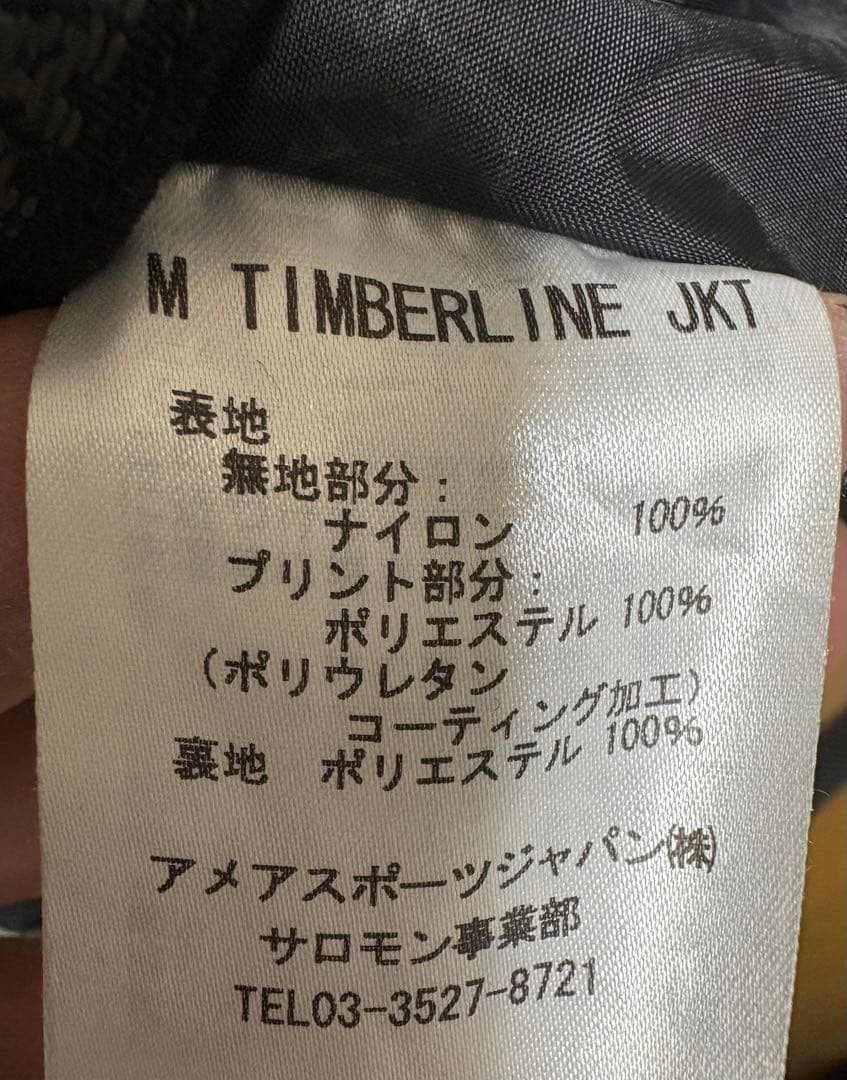 M TIMBERLINE JKT
表地
無地部分：
ナイロン 100%
プリント部分：
ポリエステル 100%
（ポリウレタン
コーティング加工）
裏地 ポリエステル 100%
アメアスポーツジャパン㈱
サロモン事業部
TEL03-3527-8721